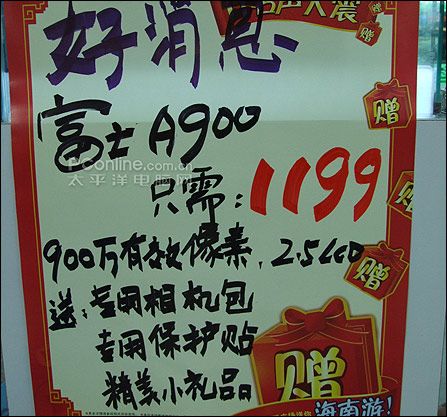 好消息
赠
富士A900
赠
Pconline.com.cn
太平洋电脑网
只需:1199
赠
900万有效像素.2.5LCD
赠
送:专用相机包
专用保护贴
精美小礼品
赠
海南游!